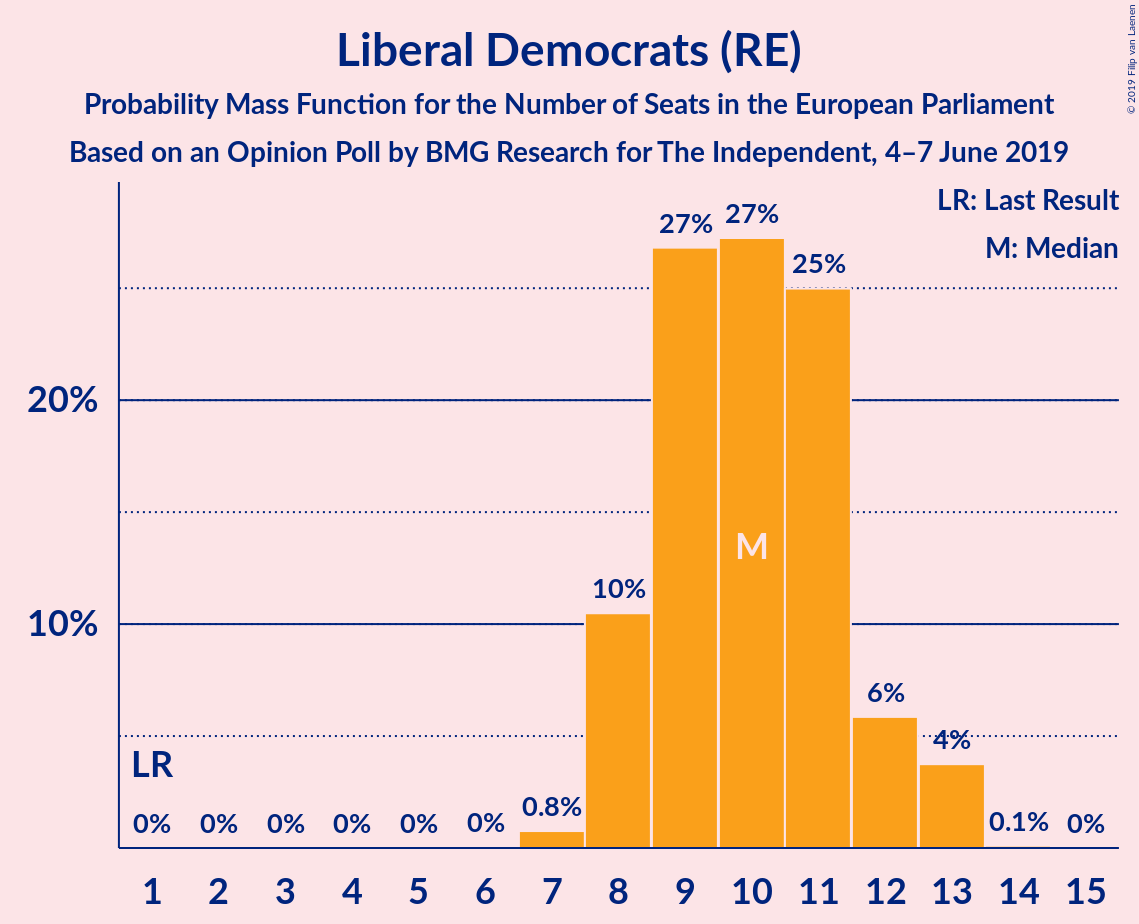 Liberal Democrats (RE)
Probability Mass Function for the Number of Seats in the European Parliament
Based on an Opinion Poll by BMG Research for The Independent, 4–7 June 2019
© 2019 Filip van Laenen
LR: Last Result
M: Median
27%
27%
25%
20%
M
10%
10%
6%
4%
LR
0%
0%
0%
0%
0%
0%
0.8%
0.1%
0%
1 2 3 4 5 6 7 8 9 10 11 12 13 14 15